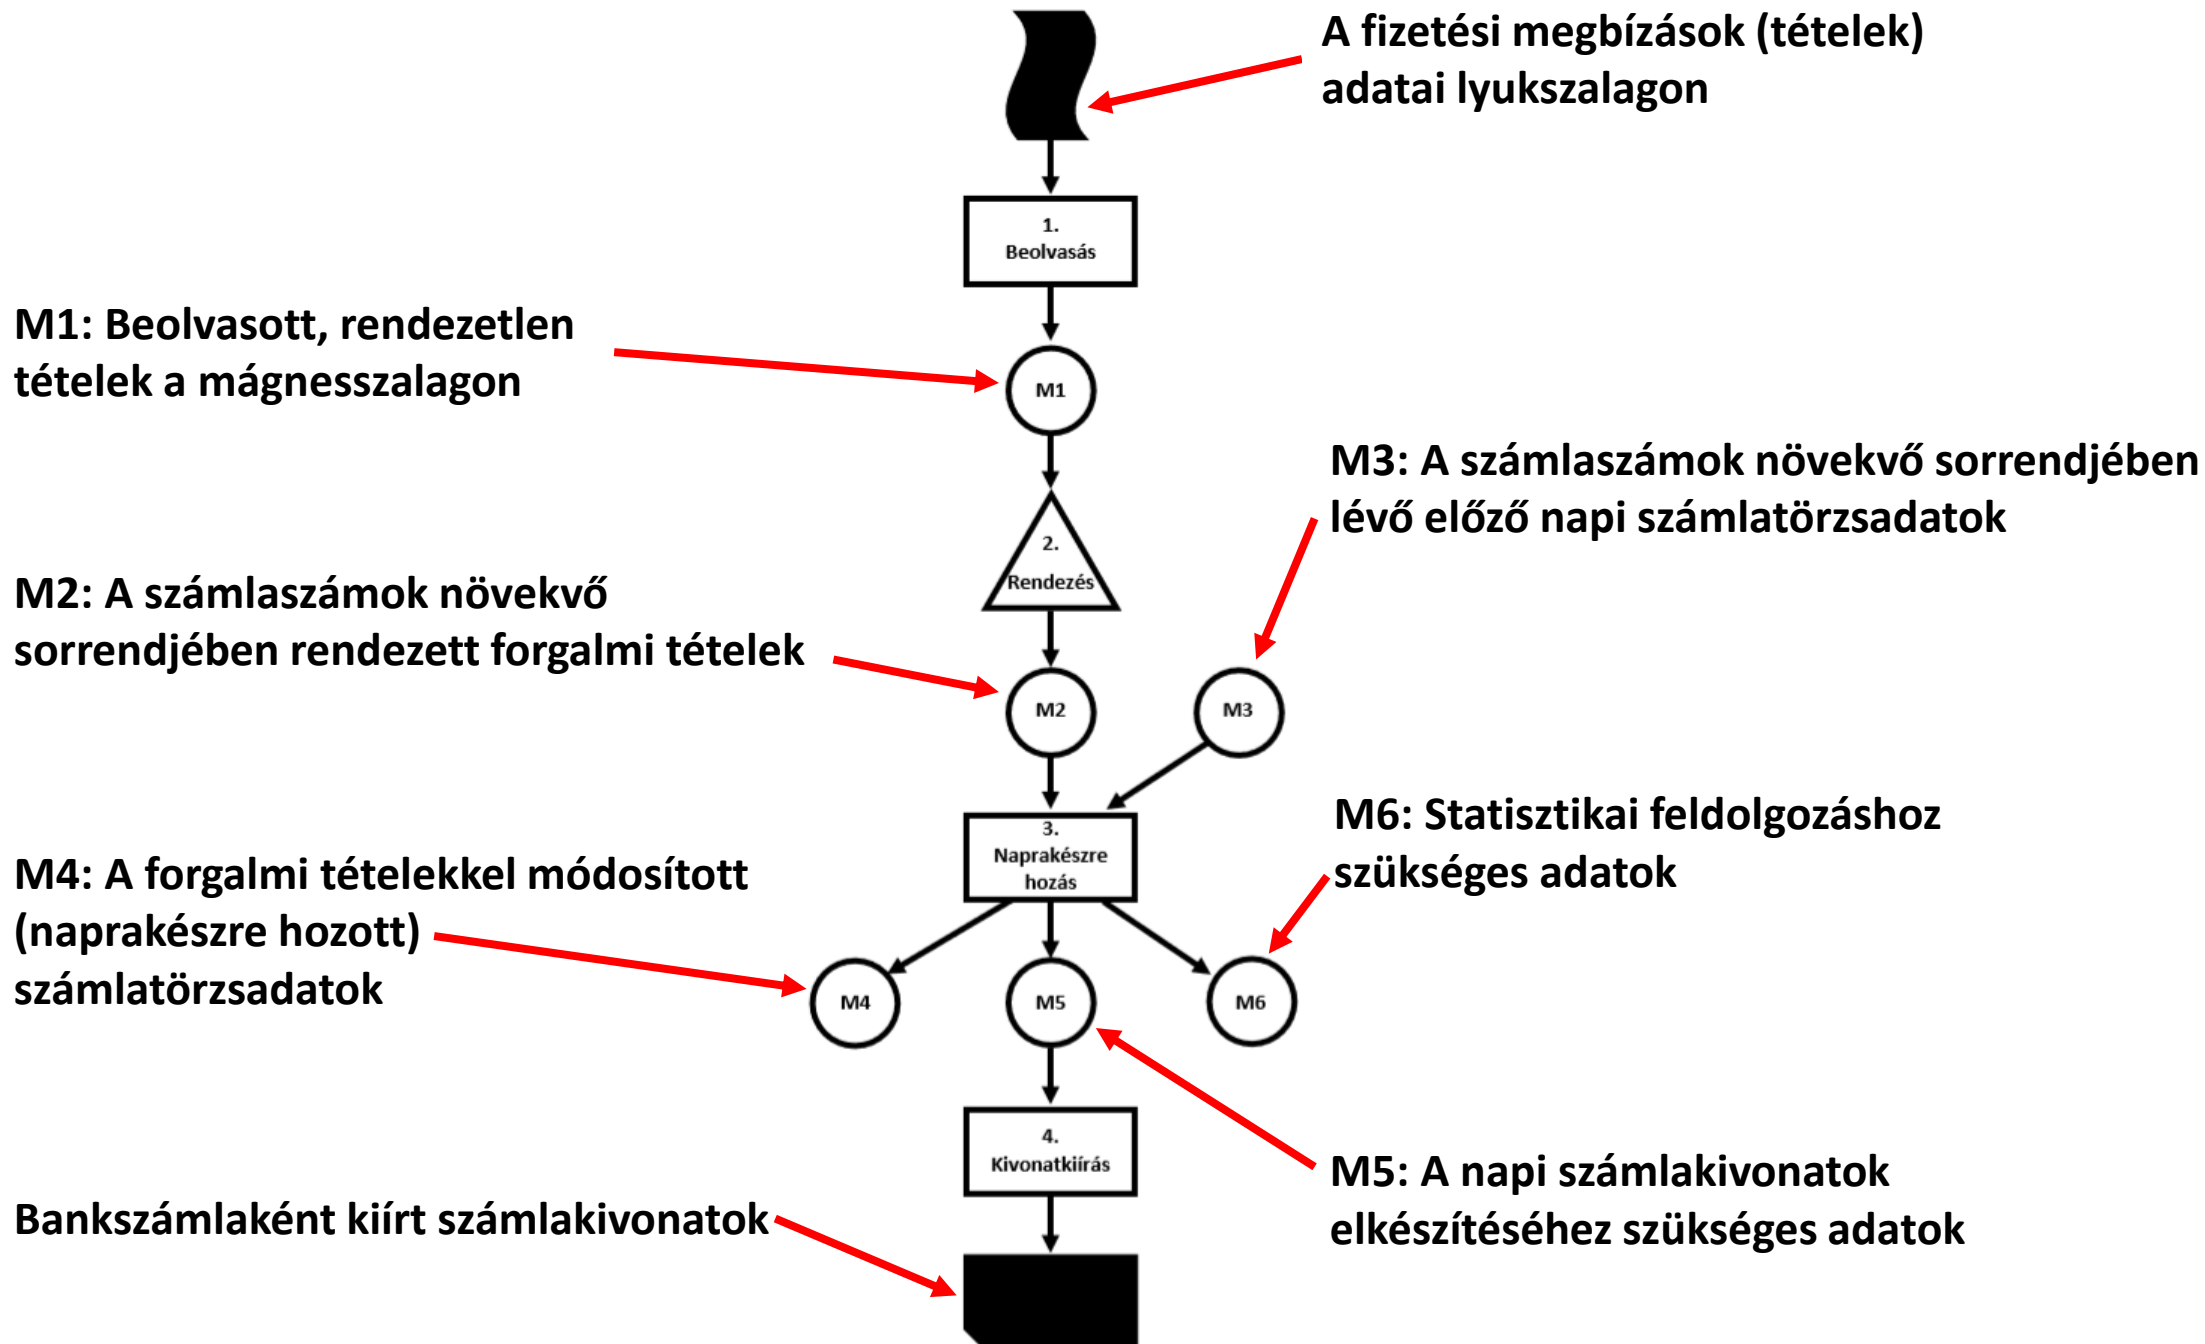 A fizetési megbízások (tételek)
adatai lyukszalagon
1.
Beolvasás
M1: Beolvasott, rendezetlen
tételek a mágnesszalagon
M1
M3: A számlaszámok növekvő sorrendjében
lévő előző napi számlatörzsadatok
2.
Rendezés
M2: A számlaszámok növekvő
sorrendjében rendezett forgalmi tételek
M2
M3
M6: Statisztikai feldolgozáshoz
szükséges adatok
3.
Naprakészre
hozás
M4: A forgalmi tételekkel módosított
(naprakészre hozott)
számlatörzsadatok
M4
M5
M6
4.
Kivonatkiírás
M5: A napi számlakivonatok
elkészítéséhez szükséges adatok
Bankszámlaként kiírt számlakivonatok